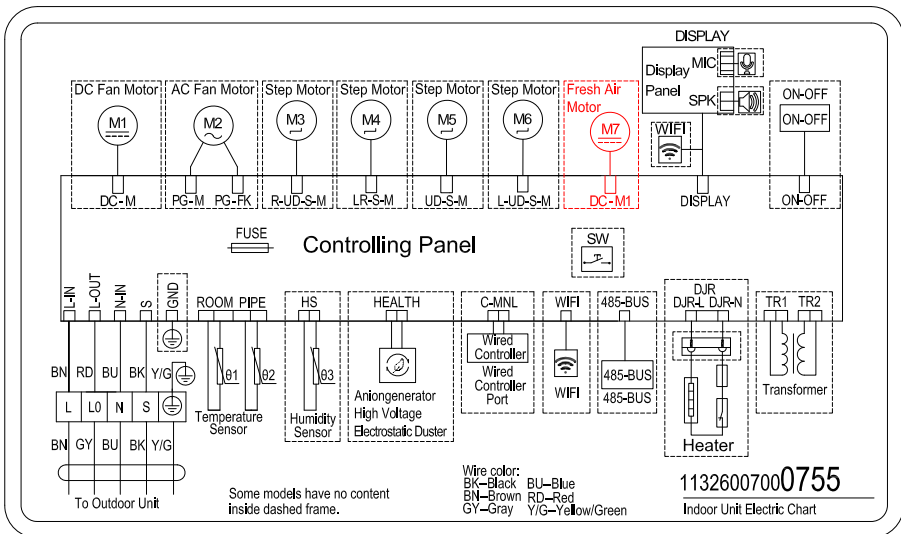 DISPLAY
DC Fan Motor
AC Fan Motor
Step Motor
Step Motor
Step Motor
Step Motor
Fresh Air
Motor
Display
Panel
MIC
SPK
WIFI
ON-OFF
ON-OFF
M1
M2
M3
M4
M5
M6
M7
DC-M
PG-M
PG-FK
R-UD-S-M
LR-S-M
UD-S-M
L-UD-S-M
DC-M1
DISPLAY
ON-OFF
FUSE
Controlling Panel
SW
L-IN
L-OUT
N-IN
S
GND
ROOM
PIPE
HS
HEALTH
C-MNL
WIFI
485-BUS
DJR
DJR-L
DJR-N
TR1
TR2
θ1
θ2
θ3
Wired
Controller
Wired
Controller
Port
WIFI
485-BUS
485-BUS
Transformer
BN
RD
BU
BK
Y/G
L
L0
N
S
Temperature
Sensor
Humidity
Sensor
Aniongenerator
High Voltage
Electrostatic Duster
Heater
BN
GY
BU
BK
Y/G
To Outdoor Unit
Some models have no content
inside dashed frame.
Wire color:
BK—Black BU—Blue
BN—Brown RD—Red
GY—Gray Y/G—Yellow/Green
11326007000755
Indoor Unit Electric Chart